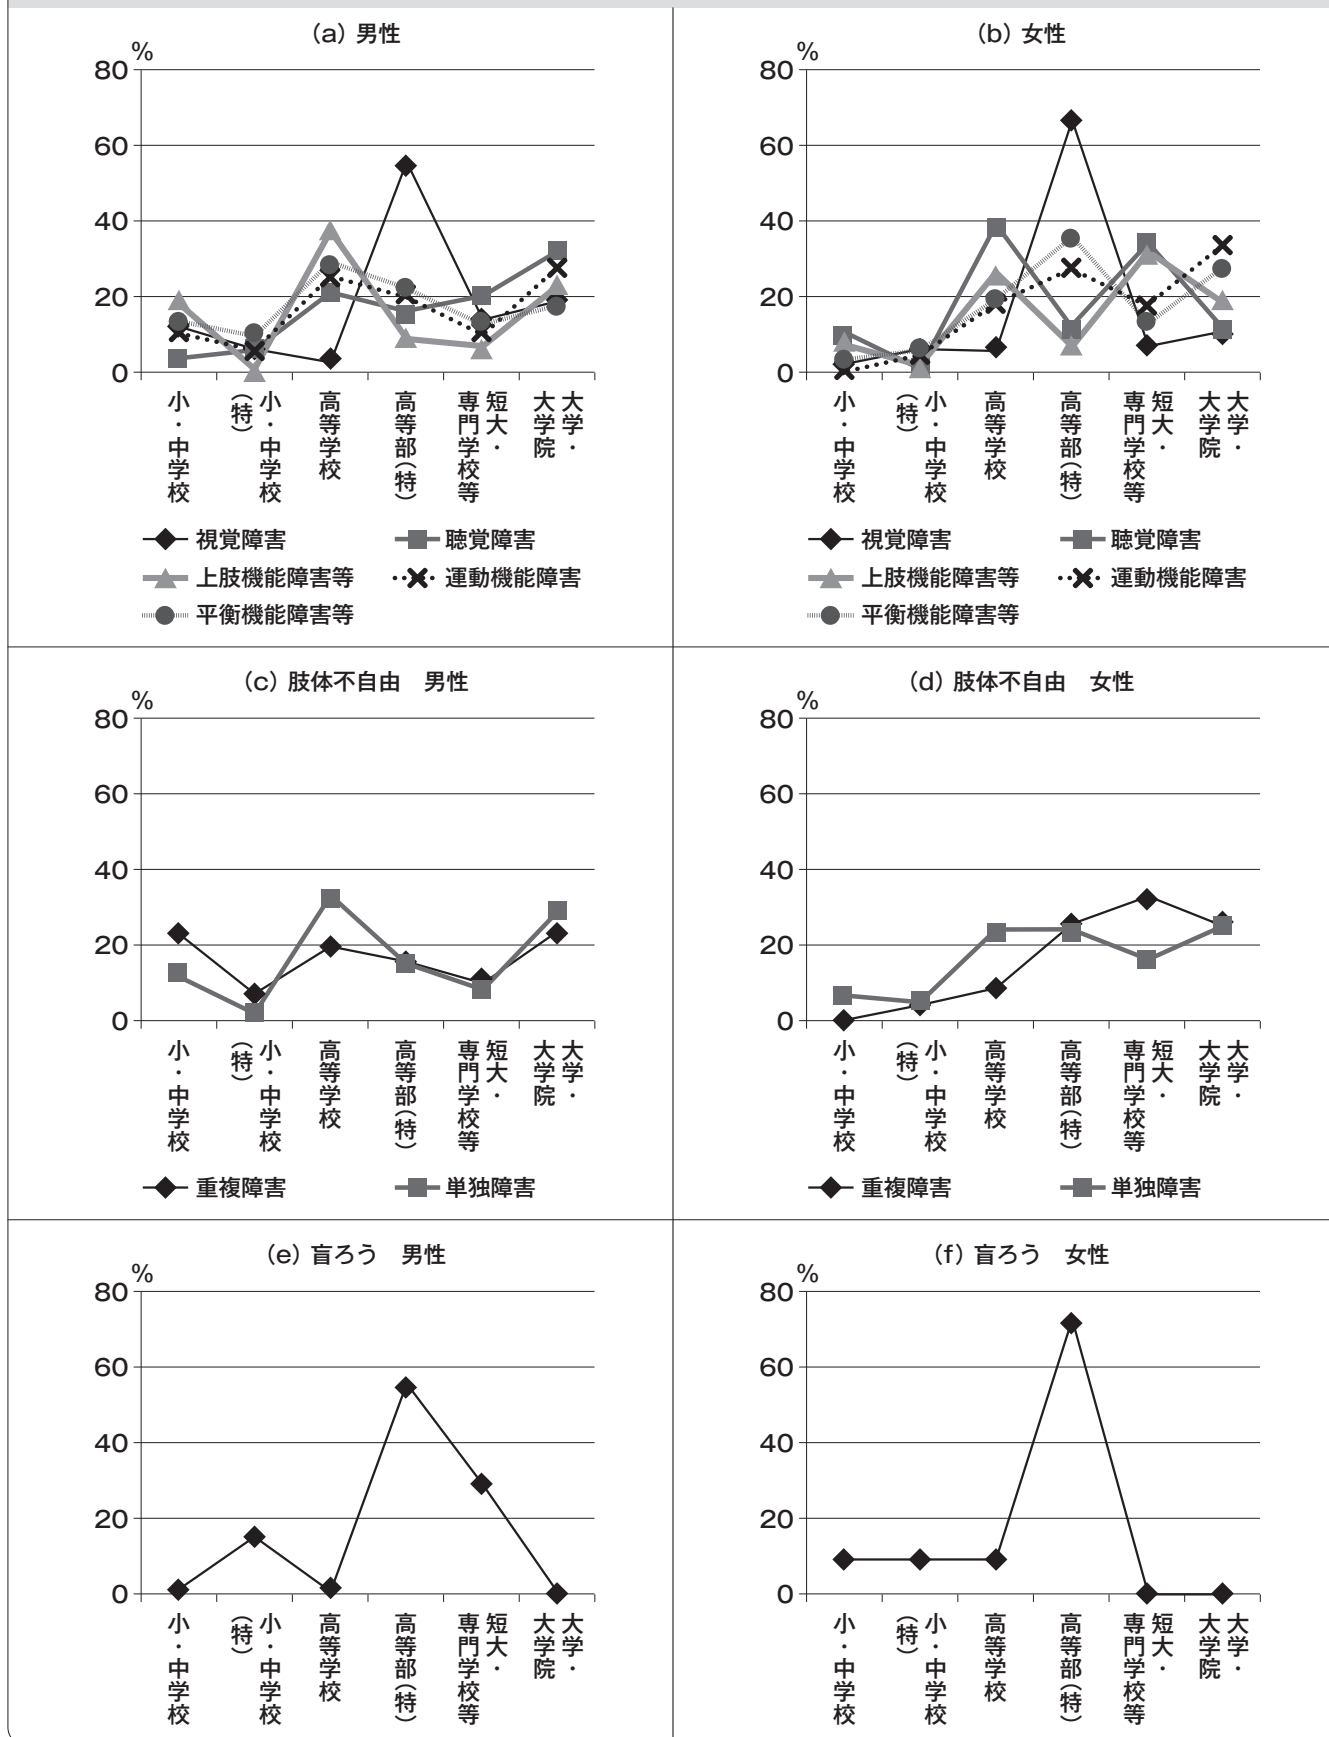 (a) 男性
%
80
60
40
20
0
小・中学校
小・中学校
(特)
高等学校
高等部(特)
短大・
専門学校等
大学・
大学院
視覚障害
聴覚障害
上肢機能障害等
運動機能障害
平衡機能障害等
(b) 女性
%
80
60
40
20
0
小・中学校
小・中学校
(特)
高等学校
高等部(特)
短大・
専門学校等
大学・
大学院
視覚障害
聴覚障害
上肢機能障害等
運動機能障害
平衡機能障害等
(c) 肢体不自由 男性
%
80
60
40
20
0
小・中学校
小・中学校
(特)
高等学校
高等部(特)
短大・
専門学校等
大学・
大学院
重複障害
単独障害
(d) 肢体不自由 女性
%
80
60
40
20
0
小・中学校
小・中学校
(特)
高等学校
高等部(特)
短大・
専門学校等
大学・
大学院
重複障害
単独障害
(e) 盲ろう 男性
%
80
60
40
20
0
小・中学校
小・中学校
(特)
高等学校
高等部(特)
短大・
専門学校等
大学・
大学院
(f) 盲ろう 女性
%
80
60
40
20
0
小・中学校
小・中学校
(特)
高等学校
高等部(特)
短大・
専門学校等
大学・
大学院